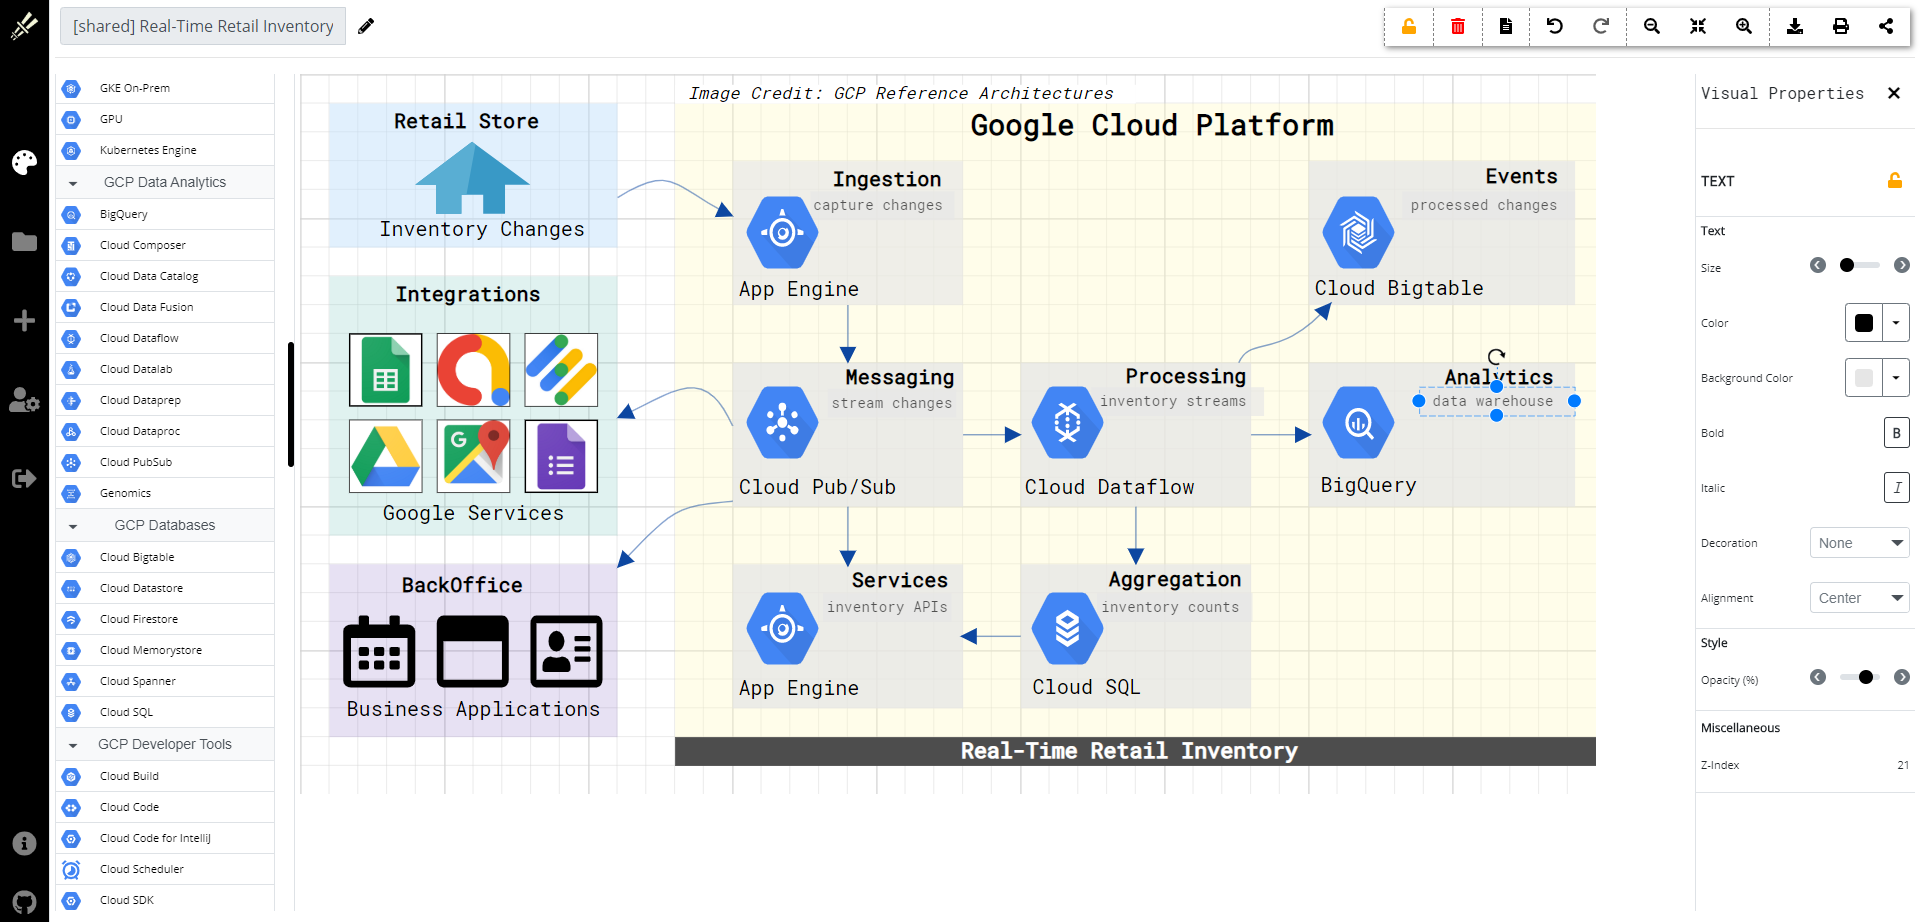 [shared] Real-Time Retail Inventory
GKE On-Prem
GPU
Kubernetes Engine
GCP Data Analytics
BigQuery
Cloud Composer
Cloud Data Catalog
Cloud Data Fusion
Cloud Dataflow
Cloud Datalab
Cloud Dataprep
Cloud Dataproc
Cloud PubSub
Genomics
GCP Databases
Cloud Bigtable
Cloud Datastore
Cloud Firestore
Cloud Memorystore
Cloud Spanner
Cloud SQL
GCP Developer Tools
Cloud Build
Cloud Code
Cloud Code for IntelliJ
Cloud Scheduler
Cloud SDK
Image Credit: GCP Reference Architectures
Google Cloud Platform
Retail Store
Inventory Changes
Integrations
G
Google Services
BackOffice
Business Applications
Ingestion
capture changes
App Engine
Events
processed changes
Cloud Bigtable
Messaging
stream changes
Cloud Pub/Sub
Processing
inventory streams
Cloud Dataflow
Analytics
data warehouse
BigQuery
Services
inventory APIs
App Engine
Aggregation
inventory counts
Cloud SQL
Real-Time Retail Inventory
Visual Properties
TEXT
Text
Size
Color
Background Color
Bold
B
Italic
I
Decoration
None
Alignment
Center
Style
Opacity (%)
Miscellaneous
Z-Index
21